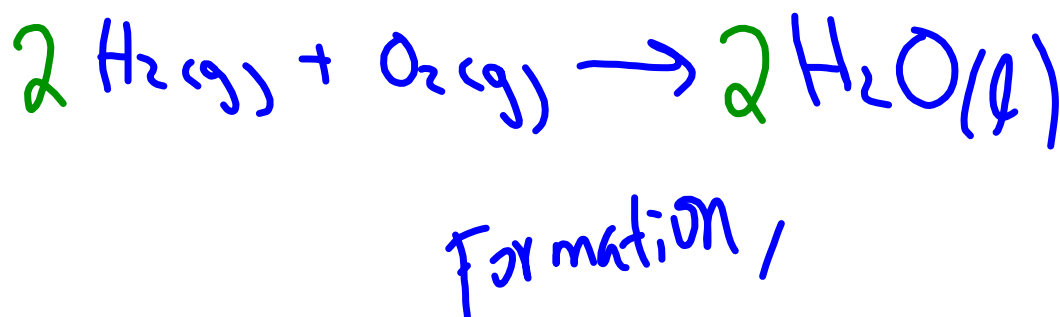 2 H₂(g) + O₂(g) → 2 H₂O(l)
Formation,